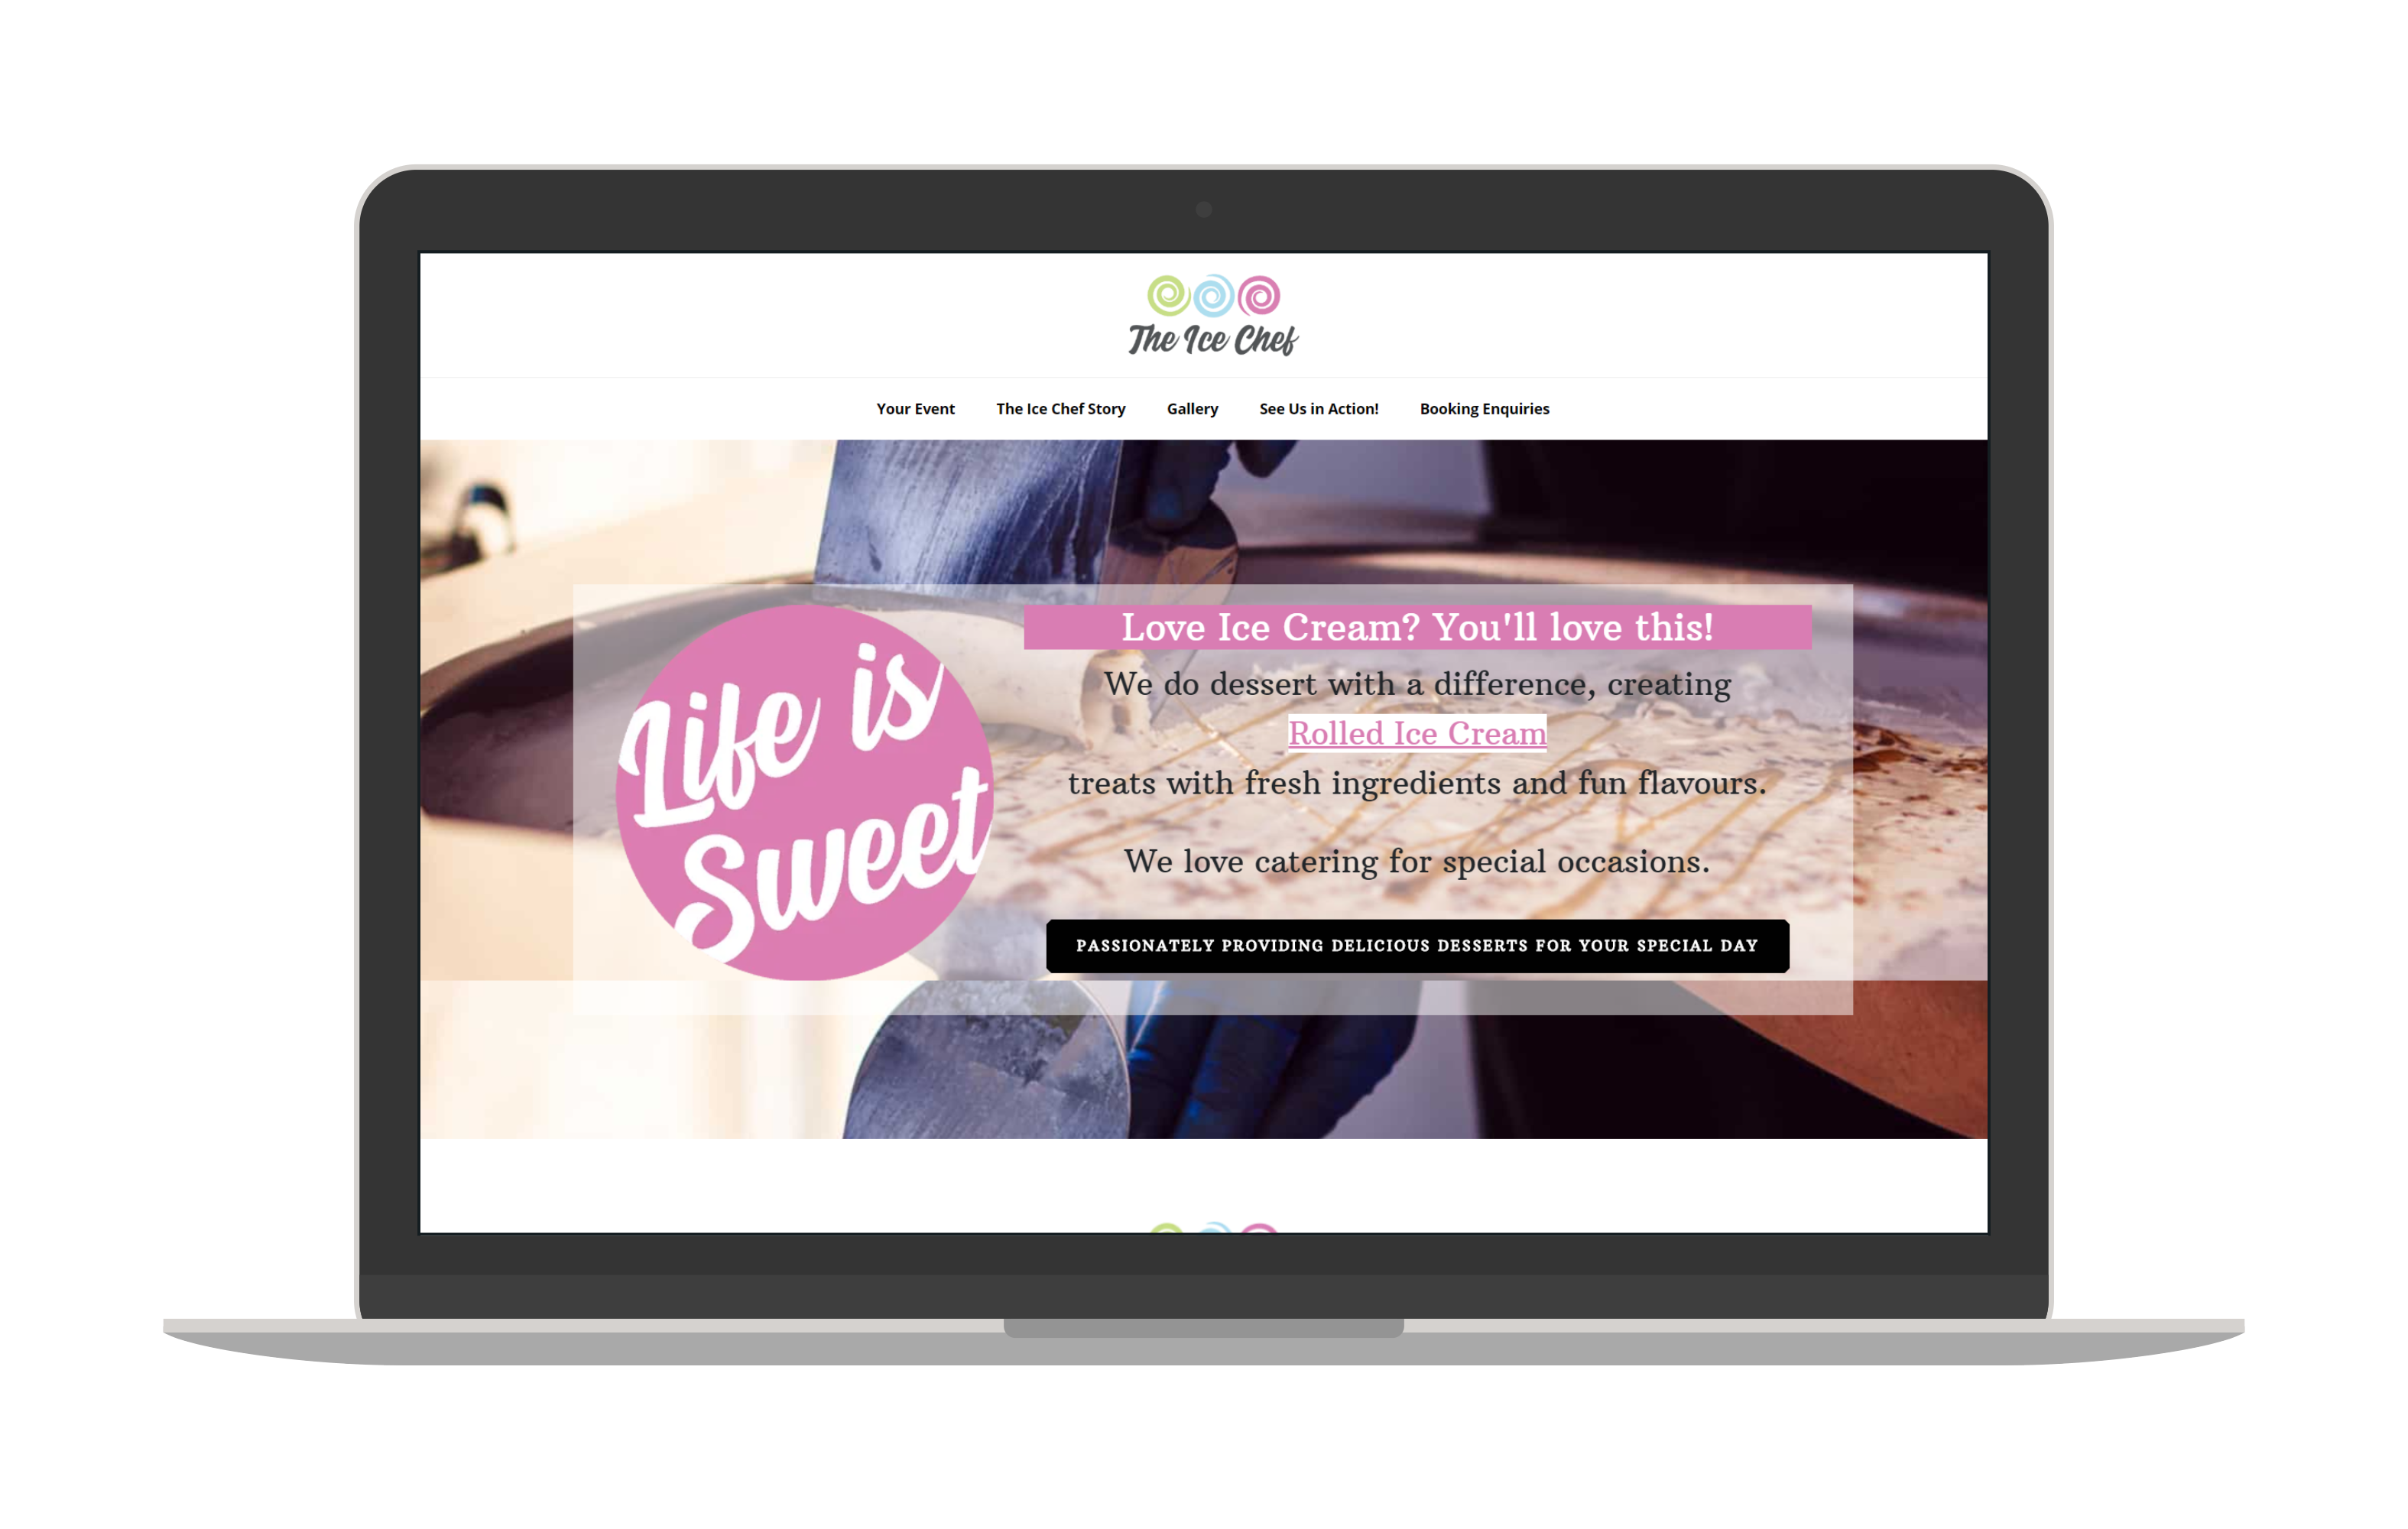 The Ice Chef
Your Event The Ice Chef Story Gallery See Us in Action! Booking Enquiries
Life is
Sweet
Love Ice Cream? You'll love this!
We do dessert with a difference, creating
Rolled Ice Cream
treats with fresh ingredients and fun flavours.
We love catering for special occasions.
PASSIONATELY PROVIDING DELICIOUS DESSERTS FOR YOUR SPECIAL DAY